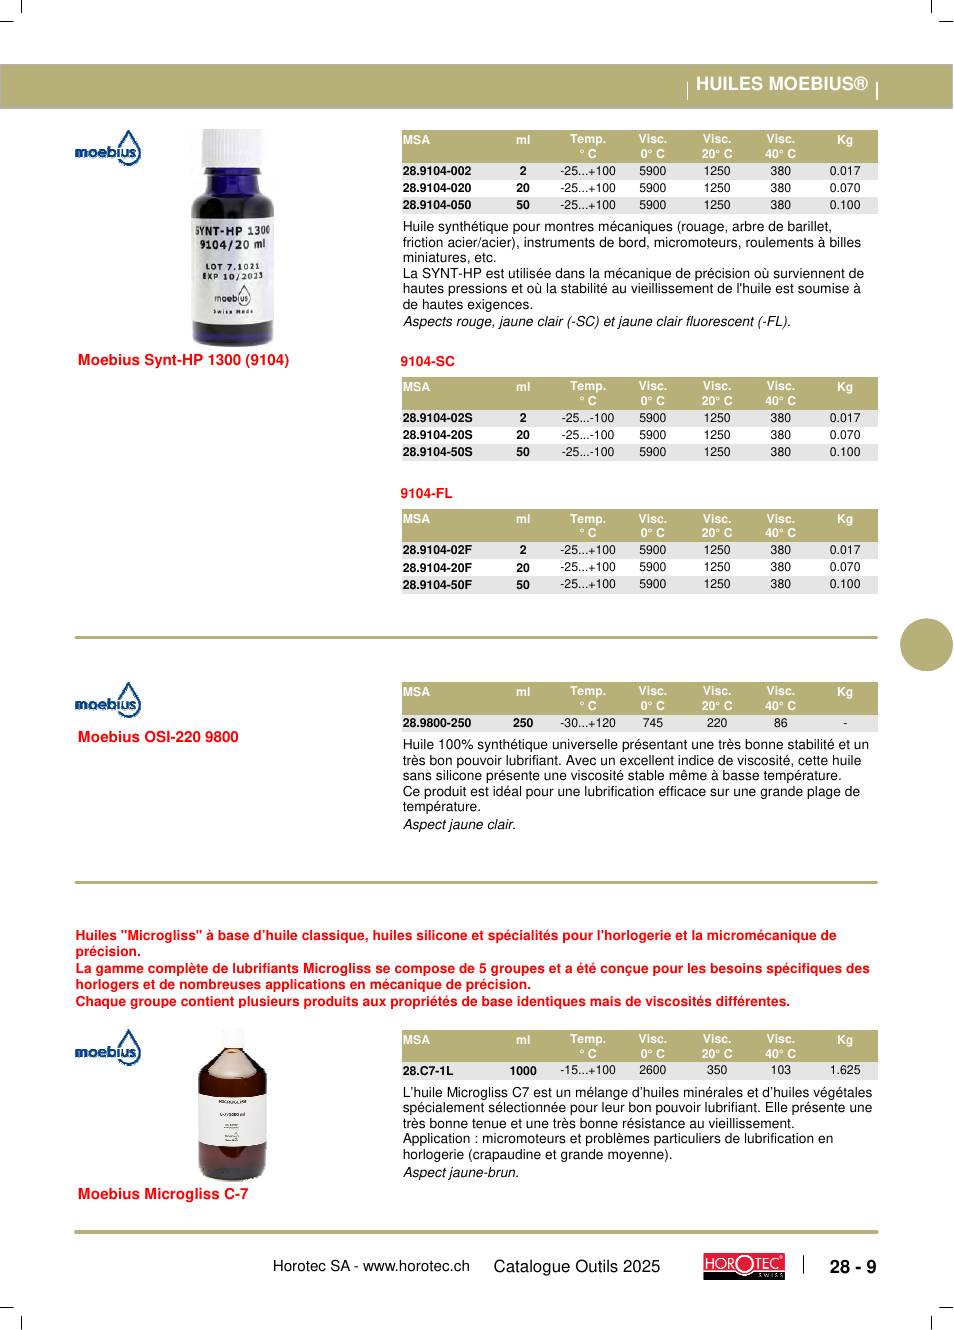 HUILES MOEBIUS®
moebius
SYNT-HP 1300
9104/20 ml
LOT 7.1021
EXP 10/2023
moebius
Swiss Made
Moebius Synt-HP 1300 (9104)
MSA ml Temp. ° C Visc. 0° C Visc. 20° C Visc. 40° C Kg
28.9104-002 2 -25...+100 5900 1250 380 0.017
28.9104-020 20 -25...+100 5900 1250 380 0.070
28.9104-050 50 -25...+100 5900 1250 380 0.100
Huile synthétique pour montres mécaniques (rouage, arbre de barillet,
friction acier/acier), instruments de bord, micromoteurs, roulements à billes
miniatures, etc.
La SYNT-HP est utilisée dans la mécanique de précision où surviennent de
hautes pressions et où la stabilité au vieillissement de l'huile est soumise à
de hautes exigences.
Aspects rouge, jaune clair (-SC) et jaune clair fluorescent (-FL).
9104-SC
MSA ml Temp. ° C Visc. 0° C Visc. 20° C Visc. 40° C Kg
28.9104-02S 2 -25...-100 5900 1250 380 0.017
28.9104-20S 20 -25...-100 5900 1250 380 0.070
28.9104-50S 50 -25...-100 5900 1250 380 0.100
9104-FL
MSA ml Temp. ° C Visc. 0° C Visc. 20° C Visc. 40° C Kg
28.9104-02F 2 -25...+100 5900 1250 380 0.017
28.9104-20F 20 -25...+100 5900 1250 380 0.070
28.9104-50F 50 -25...+100 5900 1250 380 0.100
moebius
Moebius OSI-220 9800
MSA ml Temp. ° C Visc. 0° C Visc. 20° C Visc. 40° C Kg
28.9800-250 250 -30...+120 745 220 86 -
Huile 100% synthétique universelle présentant une très bonne stabilité et un
très bon pouvoir lubrifiant. Avec un excellent indice de viscosité, cette huile
sans silicone présente une viscosité stable même à basse température.
Ce produit est idéal pour une lubrification efficace sur une grande plage de
température.
Aspect jaune clair.
Huiles "Microgliss" à base d’huile classique, huiles silicone et spécialités pour l'horlogerie et la micromécanique de
précision.
La gamme complète de lubrifiants Microgliss se compose de 5 groupes et a été conçue pour les besoins spécifiques des
horlogers et de nombreuses applications en mécanique de précision.
Chaque groupe contient plusieurs produits aux propriétés de base identiques mais de viscosités différentes.
moebius
MICROGLISS
Moebius Microgliss C-7
MSA ml Temp. ° C Visc. 0° C Visc. 20° C Visc. 40° C Kg
28.C7-1L 1000 -15...+100 2600 350 103 1.625
L’huile Microgliss C7 est un mélange d’huiles minérales et d’huiles végétales
spécialement sélectionnée pour leur bon pouvoir lubrifiant. Elle présente une
très bonne tenue et une très bonne résistance au vieillissement.
Application : micromoteurs et problèmes particuliers de lubrification en
horlogerie (crapaudine et grande moyenne).
Aspect jaune-brun.
Horotec SA - www.horotec.ch Catalogue Outils 2025 HOROTEC SWISS 28 - 9